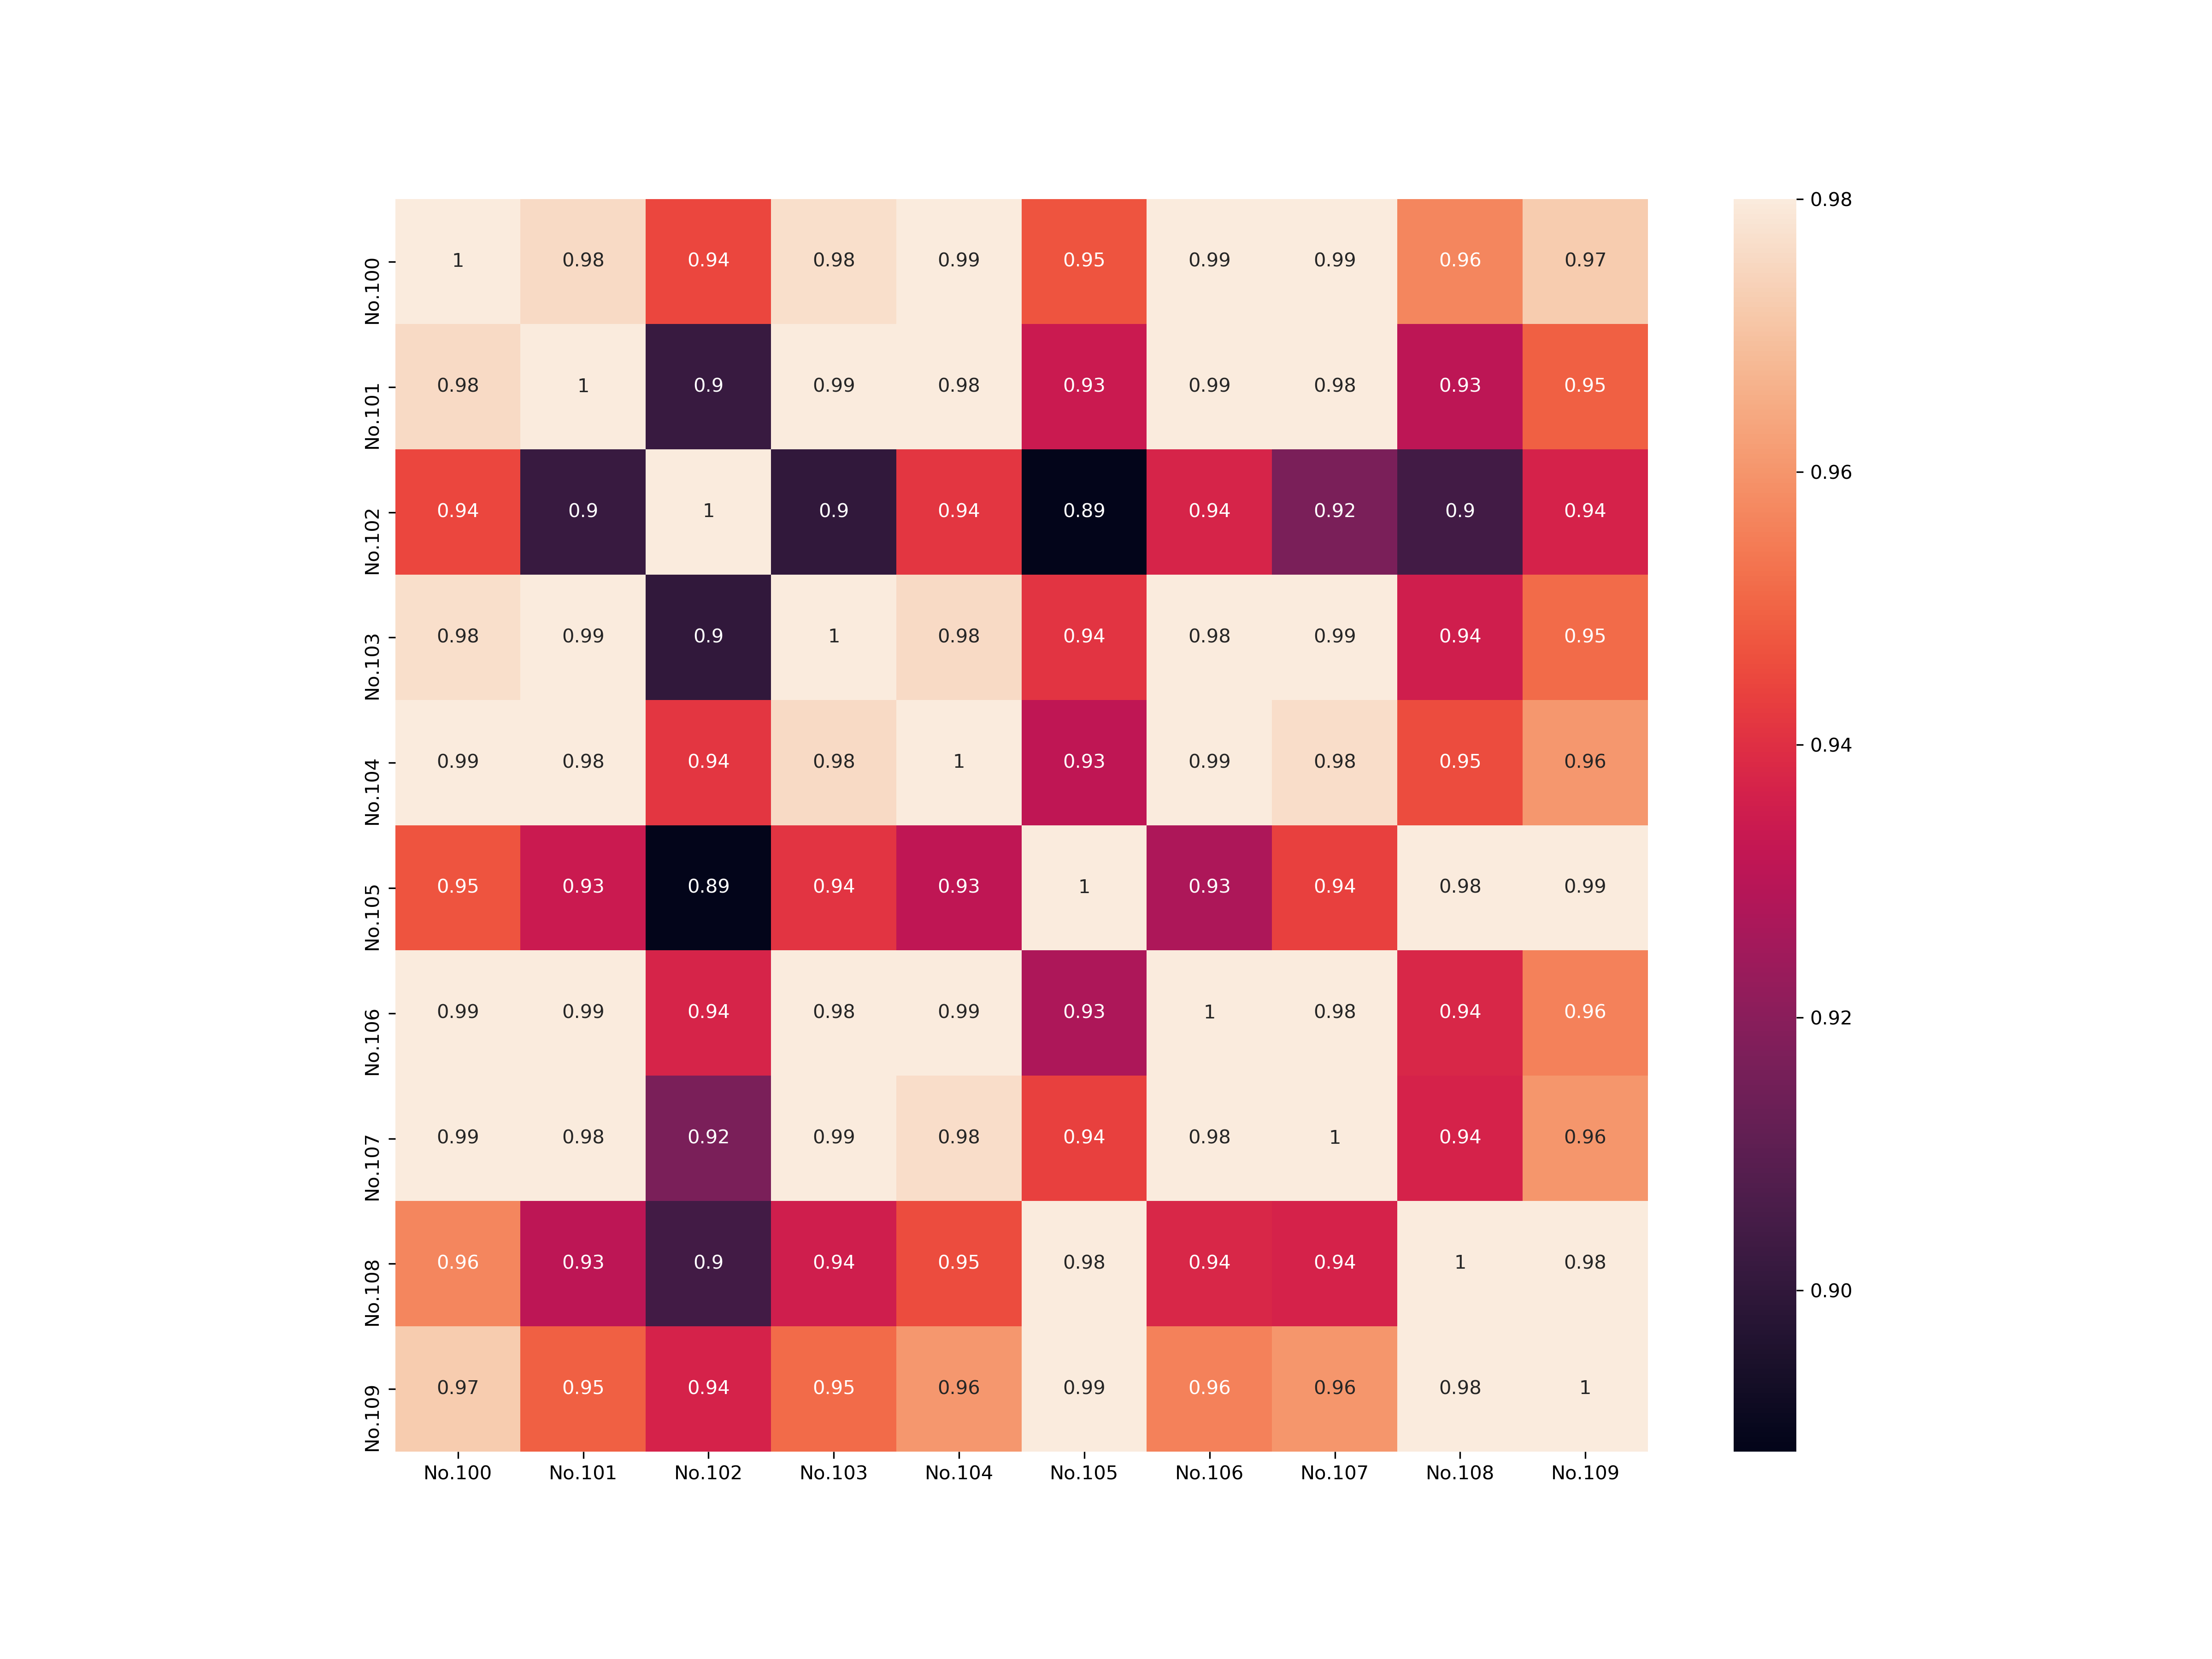 0.98
No.100 1 0.98 0.94 0.98 0.99 0.95 0.99 0.99 0.96 0.97
No.101 0.98 1 0.9 0.99 0.98 0.93 0.99 0.98 0.93 0.95
0.96
No.102 0.94 0.9 1 0.9 0.94 0.89 0.94 0.92 0.9 0.94
No.103 0.98 0.99 0.9 1 0.98 0.94 0.98 0.99 0.94 0.95
0.94
No.104 0.99 0.98 0.94 0.98 1 0.93 0.99 0.98 0.95 0.96
No.105 0.95 0.93 0.89 0.94 0.93 1 0.93 0.94 0.98 0.99
No.106 0.99 0.99 0.94 0.98 0.99 0.93 1 0.98 0.94 0.96
0.92
No.107 0.99 0.98 0.92 0.99 0.98 0.94 0.98 1 0.94 0.96
No.108 0.96 0.93 0.9 0.94 0.95 0.98 0.94 0.94 1 0.98
0.90
No.109 0.97 0.95 0.94 0.95 0.96 0.99 0.96 0.96 0.98 1
No.100 No.101 No.102 No.103 No.104 No.105 No.106 No.107 No.108 No.109